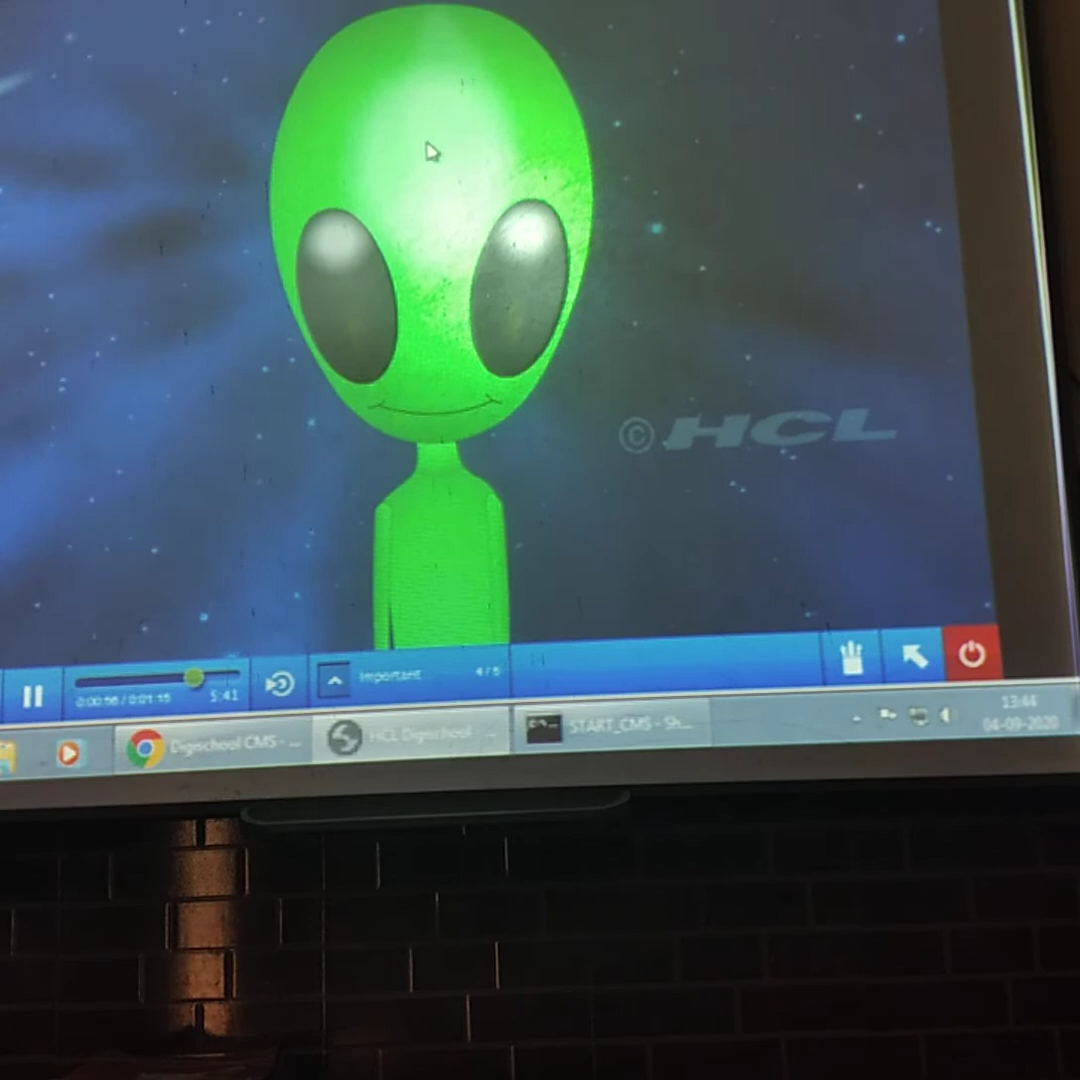 © HCL
0:00:56 / 0:01:15
5:41
Important
4 / 5
Digischool CMS - ...
HCL Digischool - ...
START_CMS - Sh...
13:44
04-09-2020